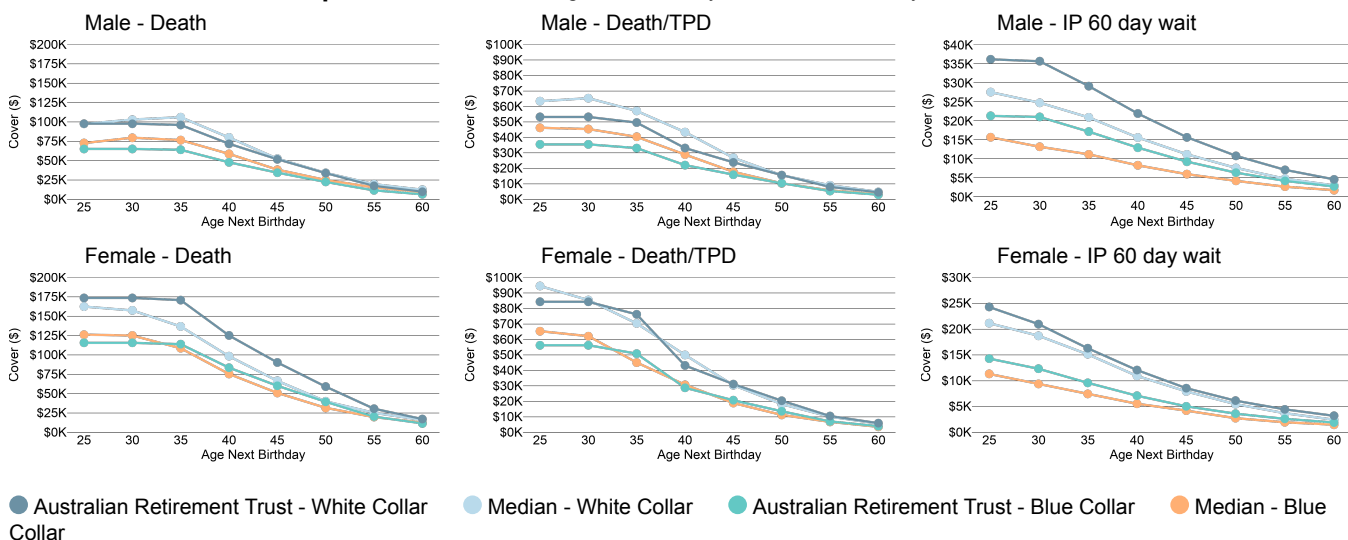 Male - Death
$200K
$175K
$150K
$125K
$100K
$75K
$50K
$25K
$0K
Cover ($)
25 30 35 40 45 50 55 60
Age Next Birthday
Male - Death/TPD
$100K
$90K
$80K
$70K
$60K
$50K
$40K
$30K
$20K
$10K
$0K
Cover ($)
25 30 35 40 45 50 55 60
Age Next Birthday
Male - IP 60 day wait
$40K
$35K
$30K
$25K
$20K
$15K
$10K
$5K
$0K
Cover ($)
25 30 35 40 45 50 55 60
Age Next Birthday
Female - Death
$200K
$175K
$150K
$125K
$100K
$75K
$50K
$25K
$0K
Cover ($)
25 30 35 40 45 50 55 60
Age Next Birthday
Female - Death/TPD
$100K
$90K
$80K
$70K
$60K
$50K
$40K
$30K
$20K
$10K
$0K
Cover ($)
25 30 35 40 45 50 55 60
Age Next Birthday
Female - IP 60 day wait
$30K
$25K
$20K
$15K
$10K
$5K
$0K
Cover ($)
25 30 35 40 45 50 55 60
Age Next Birthday
Australian Retirement Trust - White Collar Median - White Collar Australian Retirement Trust - Blue Collar Median - Blue
Collar